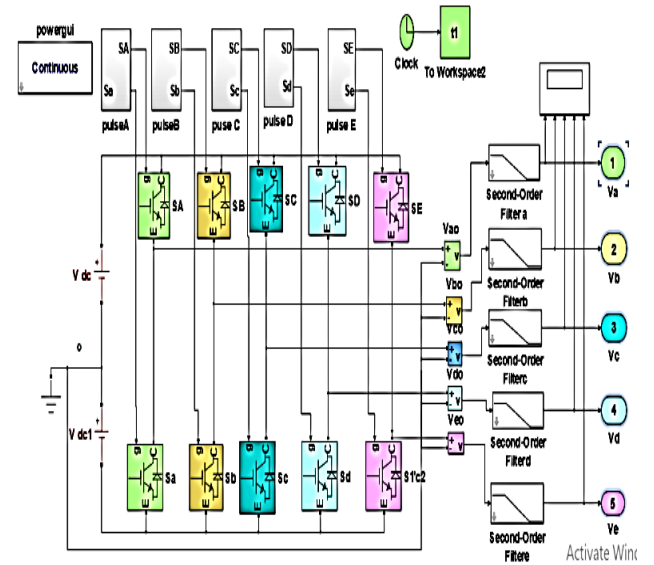 powergui
Continuous
SA
Sa
pulseA
SB
Sb
pulseB
SC
Sc
puse C
SD
Sd
pulse D
SE
Se
pulse E
Clock
t1
To Workspace2
g C
E
SA
g C
E
SB
g C
E
SC
g C
E
SD
g C
E
SE
V dc
+
o
V dc1
+
Vao
+
-
v
Vbo
+
-
v
Vco
Vdo
+
-
v
Veo
+
-
v
+
-
v
Second-Order
Filter a
Second-Order
Filterb
Second-Order
Filterc
Second-Order
Filterd
Second-Order
Filtere
1
Va
2
Vb
3
Vc
4
Vd
5
Ve
g C
E
Sa
g C
E
Sb
g C
E
Sc
g C
E
Sd
g C
E
S1'c2
Activate Winc